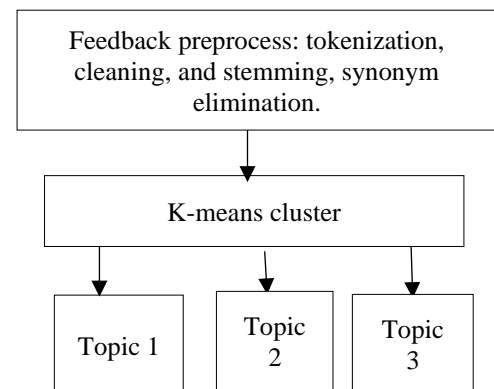 Feedback preprocess: tokenization,
cleaning, and stemming, synonym
elimination.
K-means cluster
Topic 1
Topic
2
Topic
3